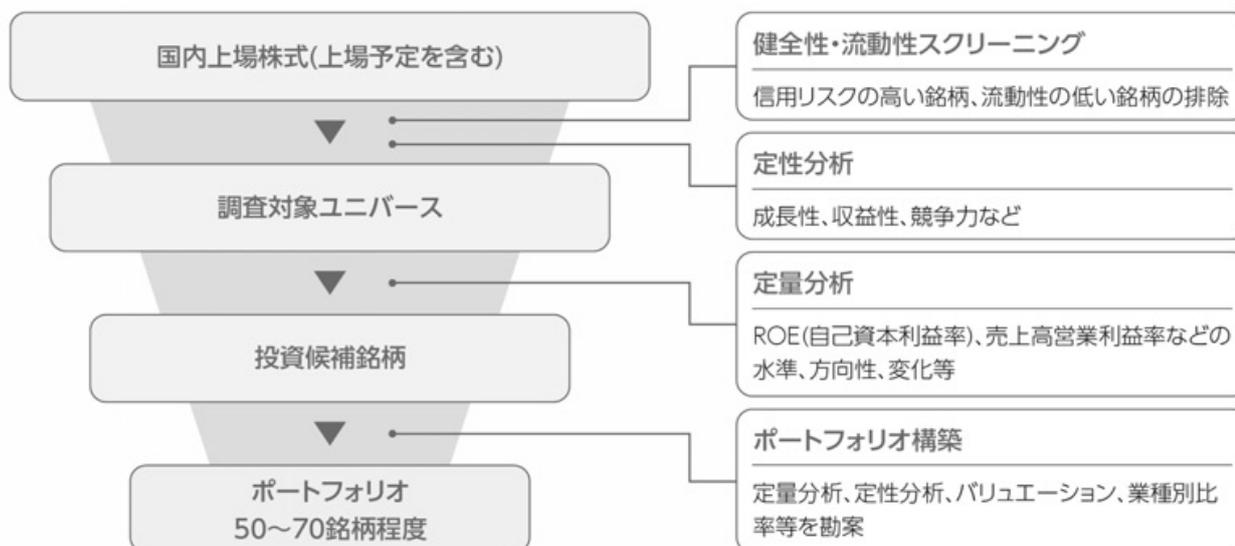 国内上場株式(上場予定を含む)
健全性・流動性スクリーニング
信用リスクの高い銘柄、流動性の低い銘柄の排除
定性分析
成長性、収益性、競争力など
調査対象ユニバース
定量分析
ROE(自己資本利益率)、売上高営業利益率などの
水準、方向性、変化等
投資候補銘柄
ポートフォリオ構築
定量分析、定性分析、バリュエーション、業種別比
率等を勘案
ポートフォリオ
50〜70銘柄程度